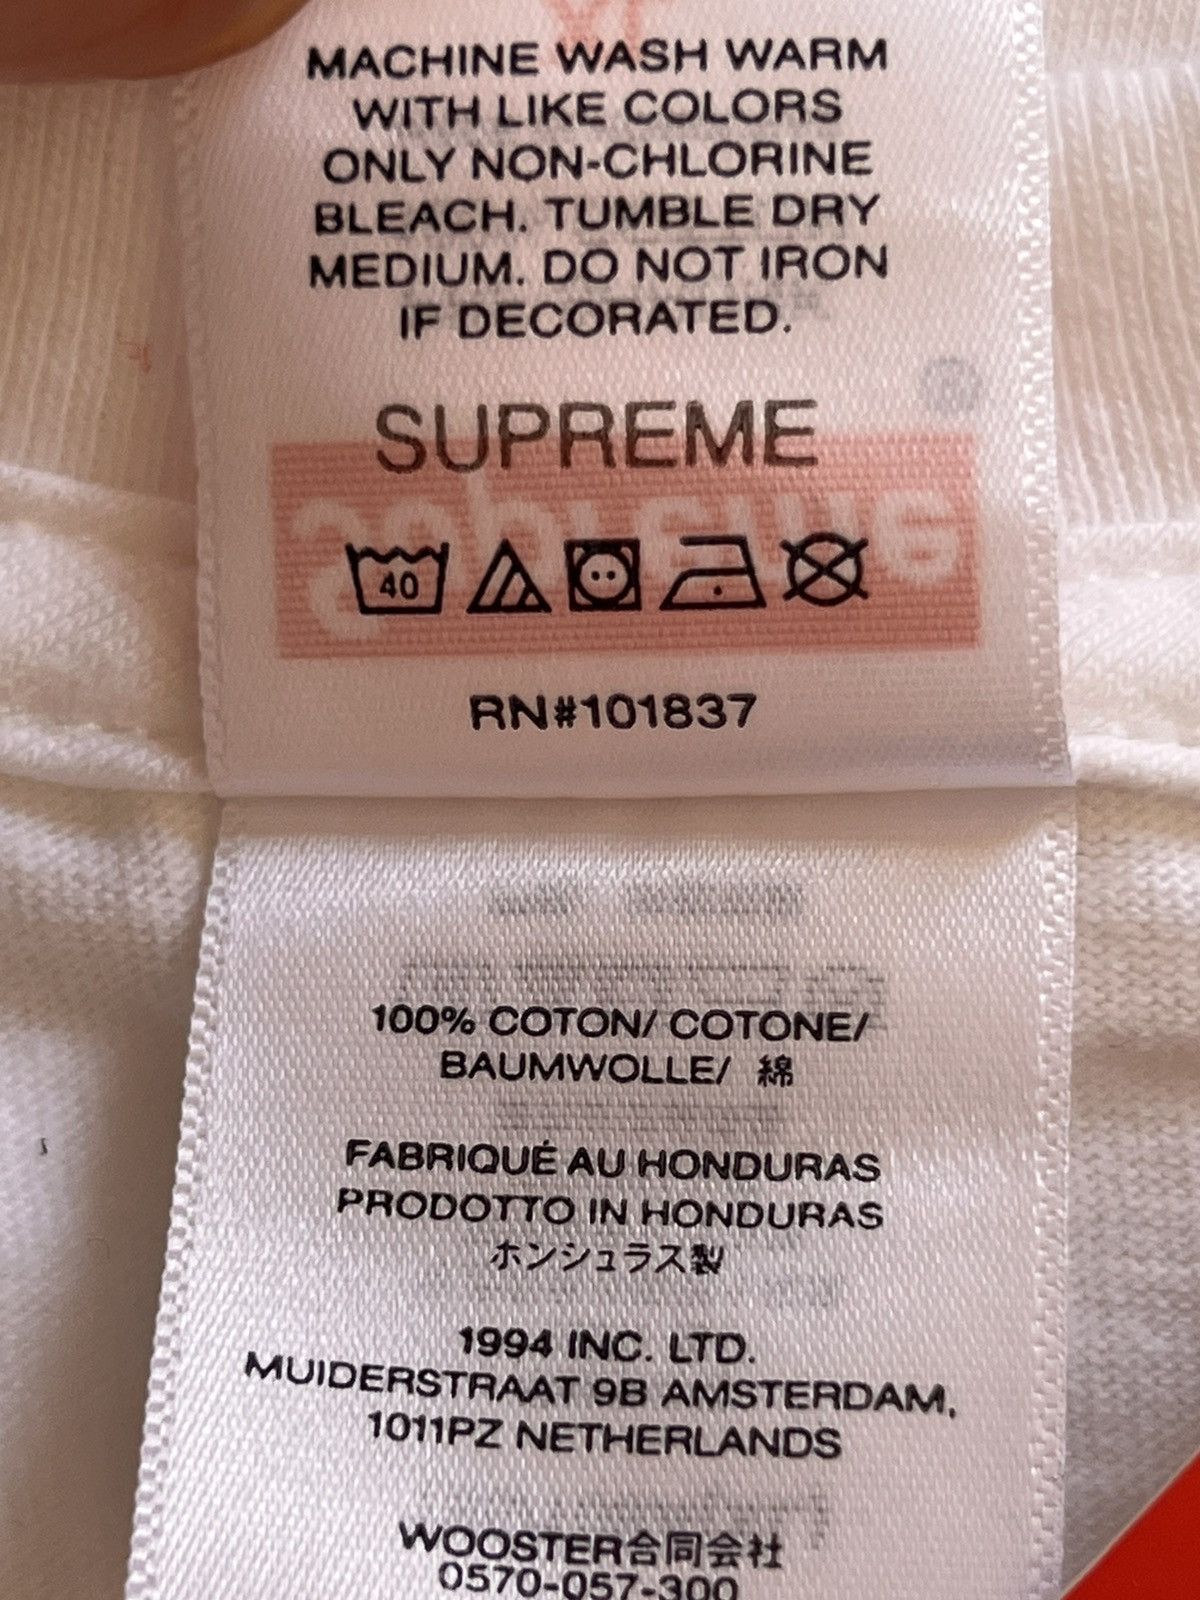 MACHINE WASH WARM
WITH LIKE COLORS
ONLY NON-CHLORINE
BLEACH. TUMBLE DRY
MEDIUM. DO NOT IRON
IF DECORATED.
SUPREME
Supreme
40
RN#101837
100% COTON/ COTONE/
BAUMWOLLE/ 綿
FABRIQUÉ AU HONDURAS
PRODOTTO IN HONDURAS
ホンシュラス製
1994 INC. LTD.
MUIDERSTRAAT 9B AMSTERDAM,
1011PZ NETHERLANDS
WOOSTER合同会社
0570-057-300